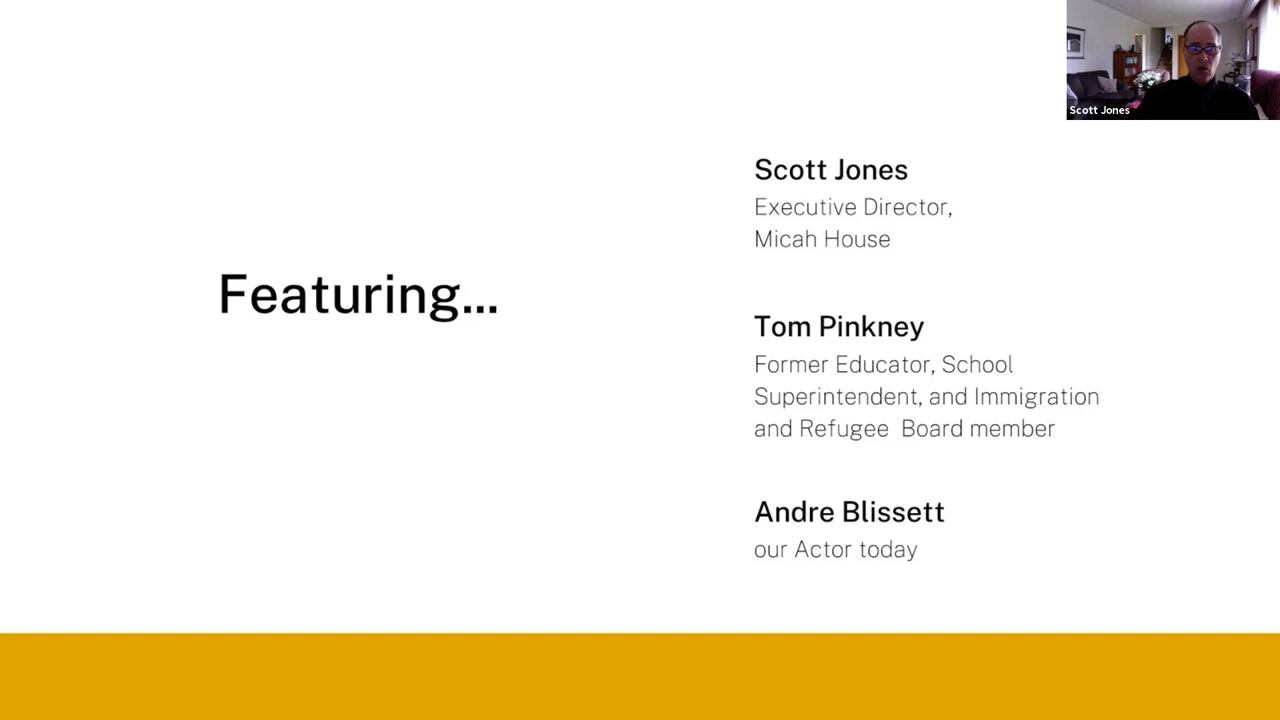 Scott Jones
Featuring...
Scott Jones
Executive Director,
Micah House
Tom Pinkney
Former Educator, School
Superintendent, and Immigration
and Refugee  Board member
Andre Blissett
our Actor today